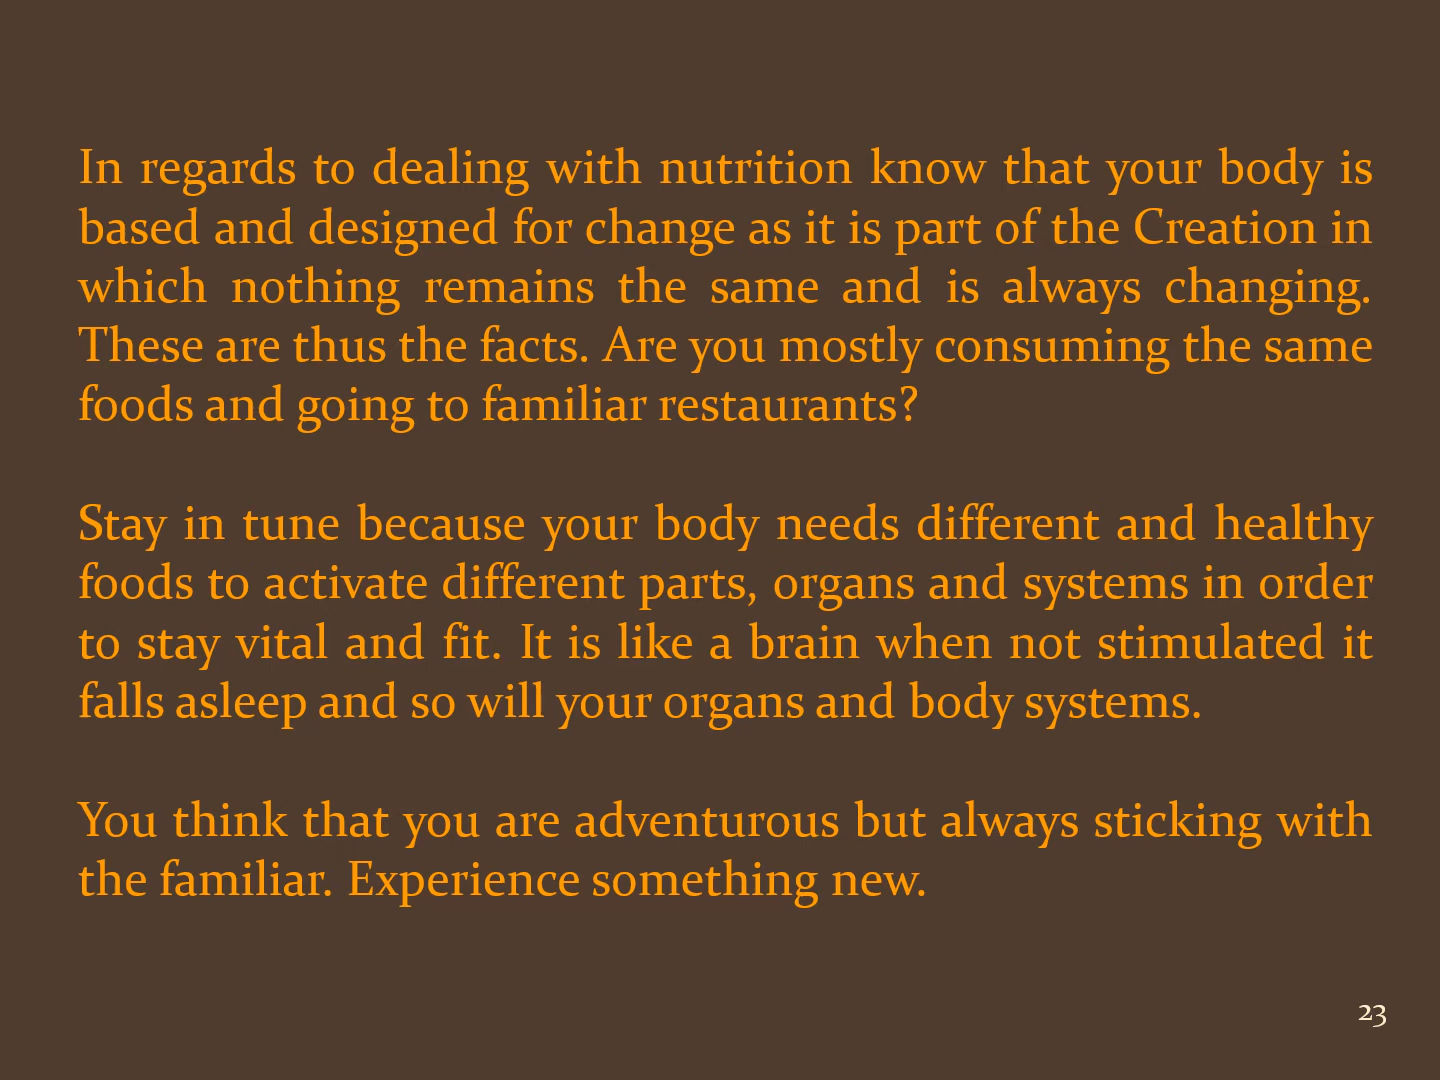 In regards to dealing with nutrition know that your body is
based and designed for change as it is part of the Creation in
which nothing remains the same and is always changing.
These are thus the facts. Are you mostly consuming the same
foods and going to familiar restaurants?
Stay in tune because your body needs different and healthy
foods to activate different parts, organs and systems in order
to stay vital and fit. It is like a brain when not stimulated it
falls asleep and so will your organs and body systems.
You think that you are adventurous but always sticking with
the familiar. Experience something new.
23